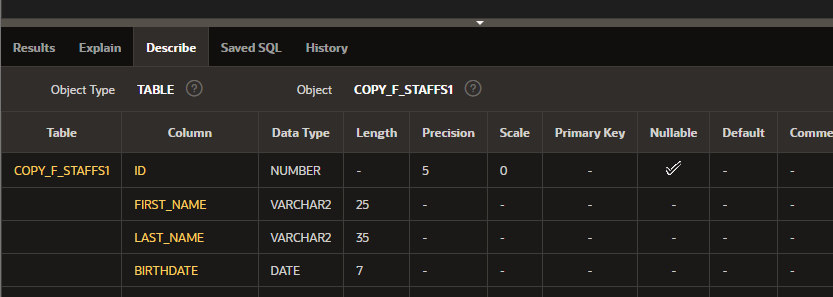 Results Explain Describe Saved SQL History
Object Type TABLE ? Object COPY_F_STAFFS1 ?
Table Column Data Type Length Precision Scale Primary Key Nullable Default Comme
COPY_F_STAFFS1 ID NUMBER - 5 0 - ✓ - -
FIRST_NAME VARCHAR2 25 - - - - - -
LAST_NAME VARCHAR2 35 - - - - - -
BIRTHDATE DATE 7 - - - - - -